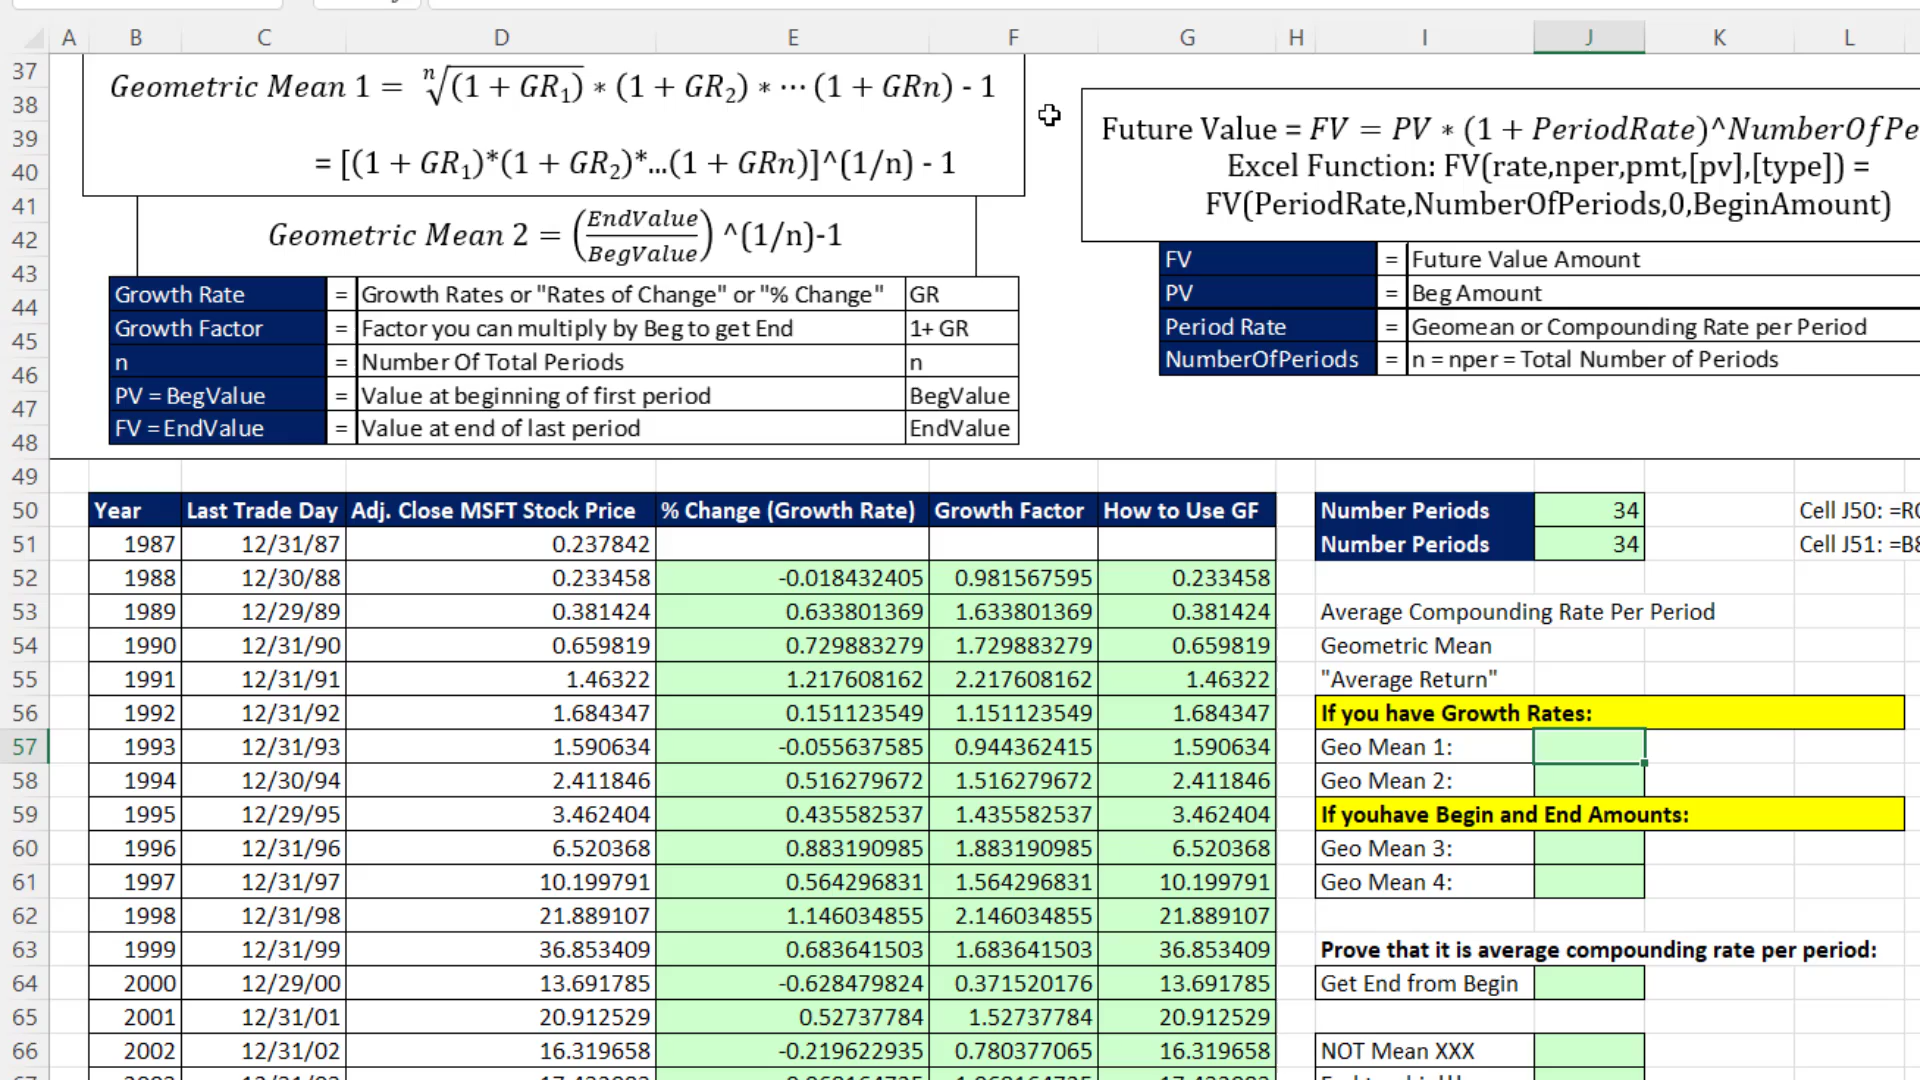 A B C D E F G H I J K L
37
38
39
40
41
42
43
44
45
46
47
48
49
Geometric Mean 1 = ⁿ√(1 + GR₁) * (1 + GR₂) * ⋯ (1 + GRn) - 1
= [(1 + GR₁)*(1 + GR₂)*...(1 + GRn)]^(1/n) - 1
Geometric Mean 2 = (EndValue/BegValue) ^(1/n)-1
Growth Rate = Growth Rates or "Rates of Change" or "% Change" GR
Growth Factor = Factor you can multiply by Beg to get End 1+ GR
n = Number Of Total Periods n
PV = BegValue = Value at beginning of first period BegValue
FV = EndValue = Value at end of last period EndValue
Future Value = FV = PV * (1 + PeriodRate)^NumberOfPe
Excel Function: FV(rate,nper,pmt,[pv],[type]) =
FV(PeriodRate,NumberOfPeriods,0,BeginAmount)
FV = Future Value Amount
PV = Beg Amount
Period Rate = Geomean or Compounding Rate per Period
NumberOfPeriods = n = nper = Total Number of Periods
50 Year Last Trade Day Adj. Close MSFT Stock Price % Change (Growth Rate) Growth Factor How to Use GF Number Periods 34 Cell J50: =RO
51 1987 12/31/87 0.237842 Number Periods 34 Cell J51: =B8
52 1988 12/30/88 0.233458 -0.018432405 0.981567595 0.233458
53 1989 12/29/89 0.381424 0.633801369 1.633801369 0.381424 Average Compounding Rate Per Period
54 1990 12/31/90 0.659819 0.729883279 1.729883279 0.659819 Geometric Mean
55 1991 12/31/91 1.46322 1.217608162 2.217608162 1.46322 "Average Return"
56 1992 12/31/92 1.684347 0.151123549 1.151123549 1.684347 If you have Growth Rates:
57 1993 12/31/93 1.590634 -0.055637585 0.944362415 1.590634 Geo Mean 1:
58 1994 12/30/94 2.411846 0.516279672 1.516279672 2.411846 Geo Mean 2:
59 1995 12/29/95 3.462404 0.435582537 1.435582537 3.462404 If youhave Begin and End Amounts:
60 1996 12/31/96 6.520368 0.883190985 1.883190985 6.520368 Geo Mean 3:
61 1997 12/31/97 10.199791 0.564296831 1.564296831 10.199791 Geo Mean 4:
62 1998 12/31/98 21.889107 1.146034855 2.146034855 21.889107
63 1999 12/31/99 36.853409 0.683641503 1.683641503 36.853409 Prove that it is average compounding rate per period:
64 2000 12/29/00 13.691785 -0.628479824 0.371520176 13.691785 Get End from Begin
65 2001 12/31/01 20.912529 0.52737784 1.52737784 20.912529
66 2002 12/31/02 16.319658 -0.219622935 0.780377065 16.319658 NOT Mean XXX